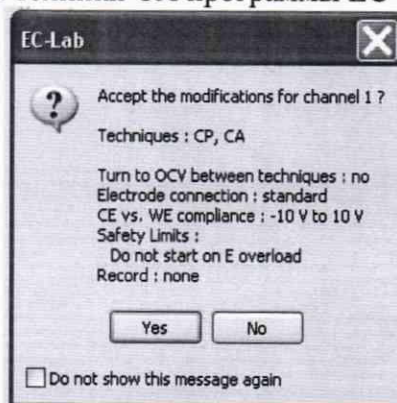 программы EC
EC-Lab
Accept the modifications for channel 1 ?
Techniques : CP, CA
Turn to OCV between techniques : no
Electrode connection : standard
CE vs. WE compliance : -10 V to 10 V
Safety Limits :
Do not start on E overload
Record : none
Yes
No
Do not show this message again